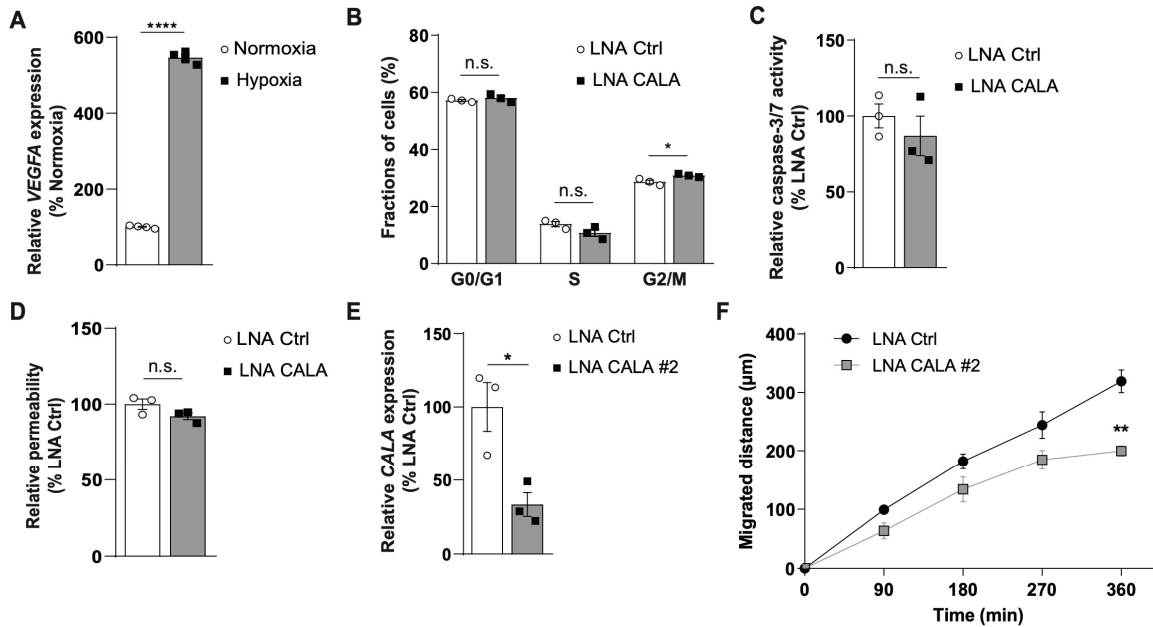 A
Relative VEGFA expression
(% Normoxia)
600
400
200
0
****
Normoxia
Hypoxia
B
Fractions of cells (%)
80
60
40
20
0
n.s.
n.s.
*
LNA Ctrl
LNA CALA
G0/G1
S
G2/M
C
Relative caspase-3/7 activity
(% LNA Ctrl)
150
100
50
0
n.s.
LNA Ctrl
LNA CALA
D
Relative permeability
(% LNA Ctrl)
150
100
50
0
n.s.
LNA Ctrl
LNA CALA
E
Relative CALA expression
(% LNA Ctrl)
150
100
50
0
*
LNA Ctrl
LNA CALA #2
F
Migrated distance (µm)
400
300
200
100
0
LNA Ctrl
LNA CALA #2
**
0
90
180
270
360
Time (min)